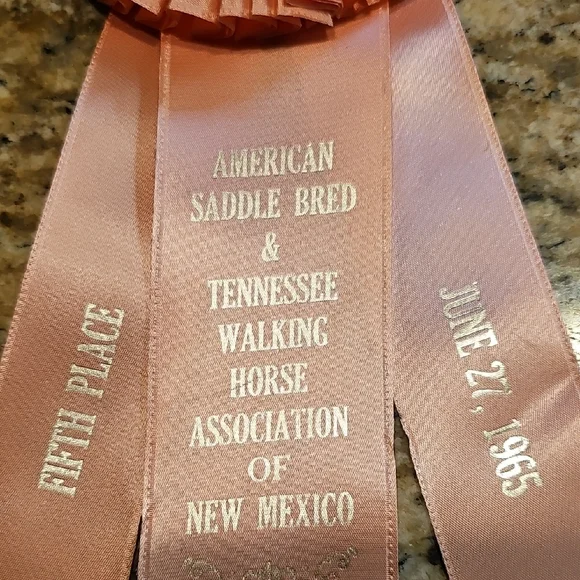 FIFTH PLACE
AMERICAN
SADDLE BRED
&
TENNESSEE
WALKING
HORSE
ASSOCIATION
OF
NEW MEXICO
JUNE 27, 1965